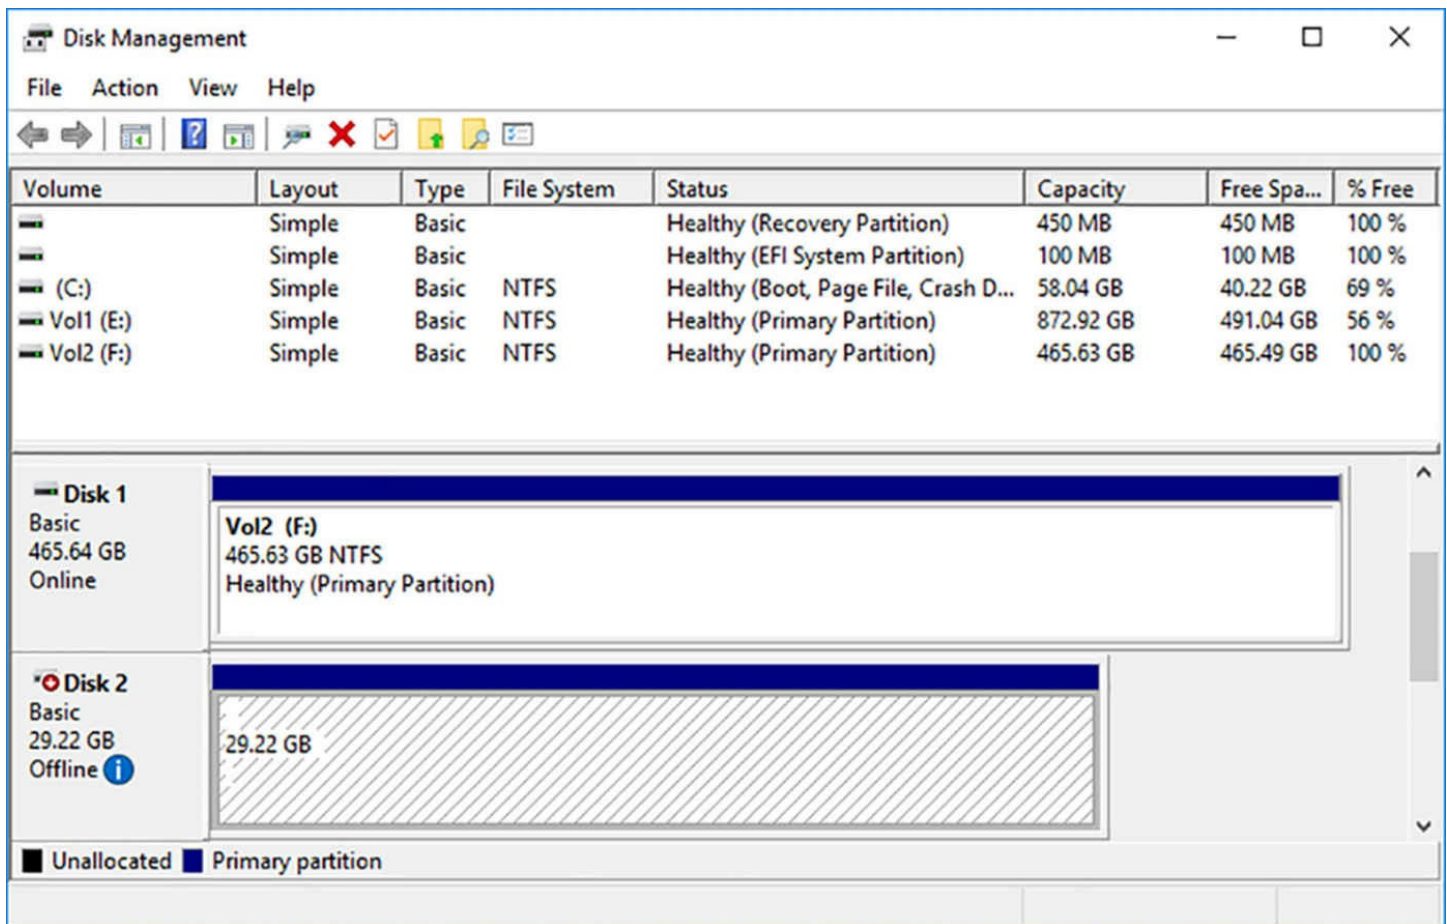 Disk Management
File Action View Help
Volume Layout Type File System Status Capacity Free Spa... % Free
Simple Basic Healthy (Recovery Partition) 450 MB 450 MB 100 %
Simple Basic Healthy (EFI System Partition) 100 MB 100 MB 100 %
(C:) Simple Basic NTFS Healthy (Boot, Page File, Crash D... 58.04 GB 40.22 GB 69 %
Vol1 (E:) Simple Basic NTFS Healthy (Primary Partition) 872.92 GB 491.04 GB 56 %
Vol2 (F:) Simple Basic NTFS Healthy (Primary Partition) 465.63 GB 465.49 GB 100 %
Disk 1
Basic
465.64 GB
Online
Vol2 (F:)
465.63 GB NTFS
Healthy (Primary Partition)
Disk 2
Basic
29.22 GB
Offline
29.22 GB
Unallocated Primary partition